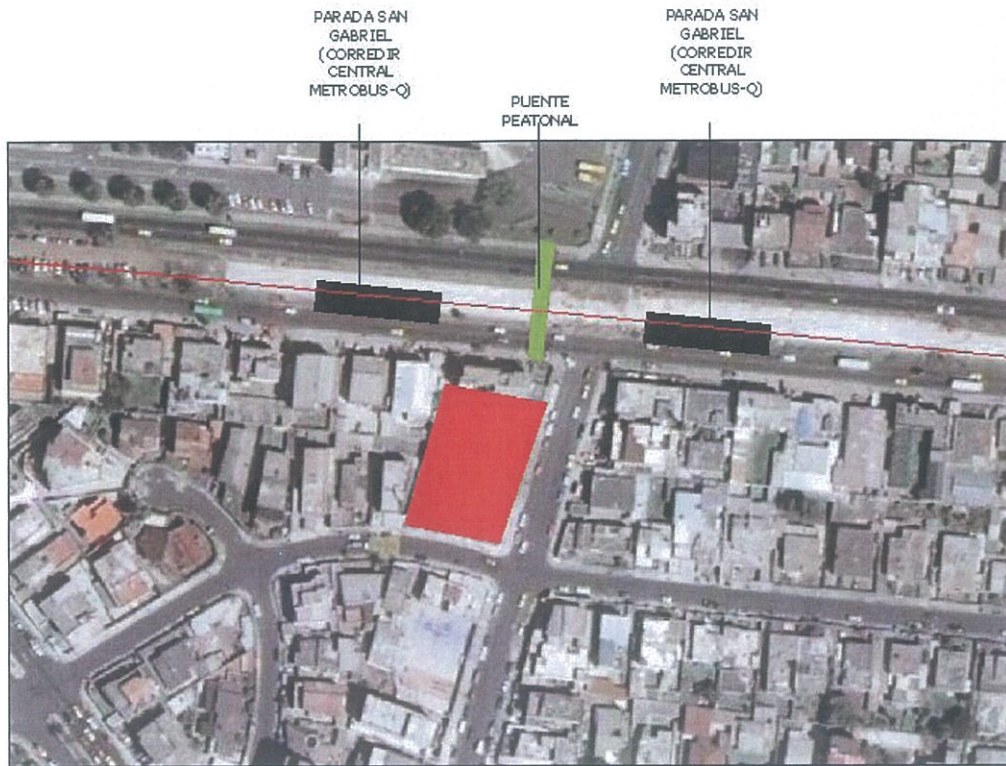 PARADA SAN
GABRIEL
(CORREDIR
CENTRAL
METROBUS-Q)
PUENTE
PEATONAL
PARADA SAN
GABRIEL
(CORREDIR
CENTRAL
METROBUS-Q)